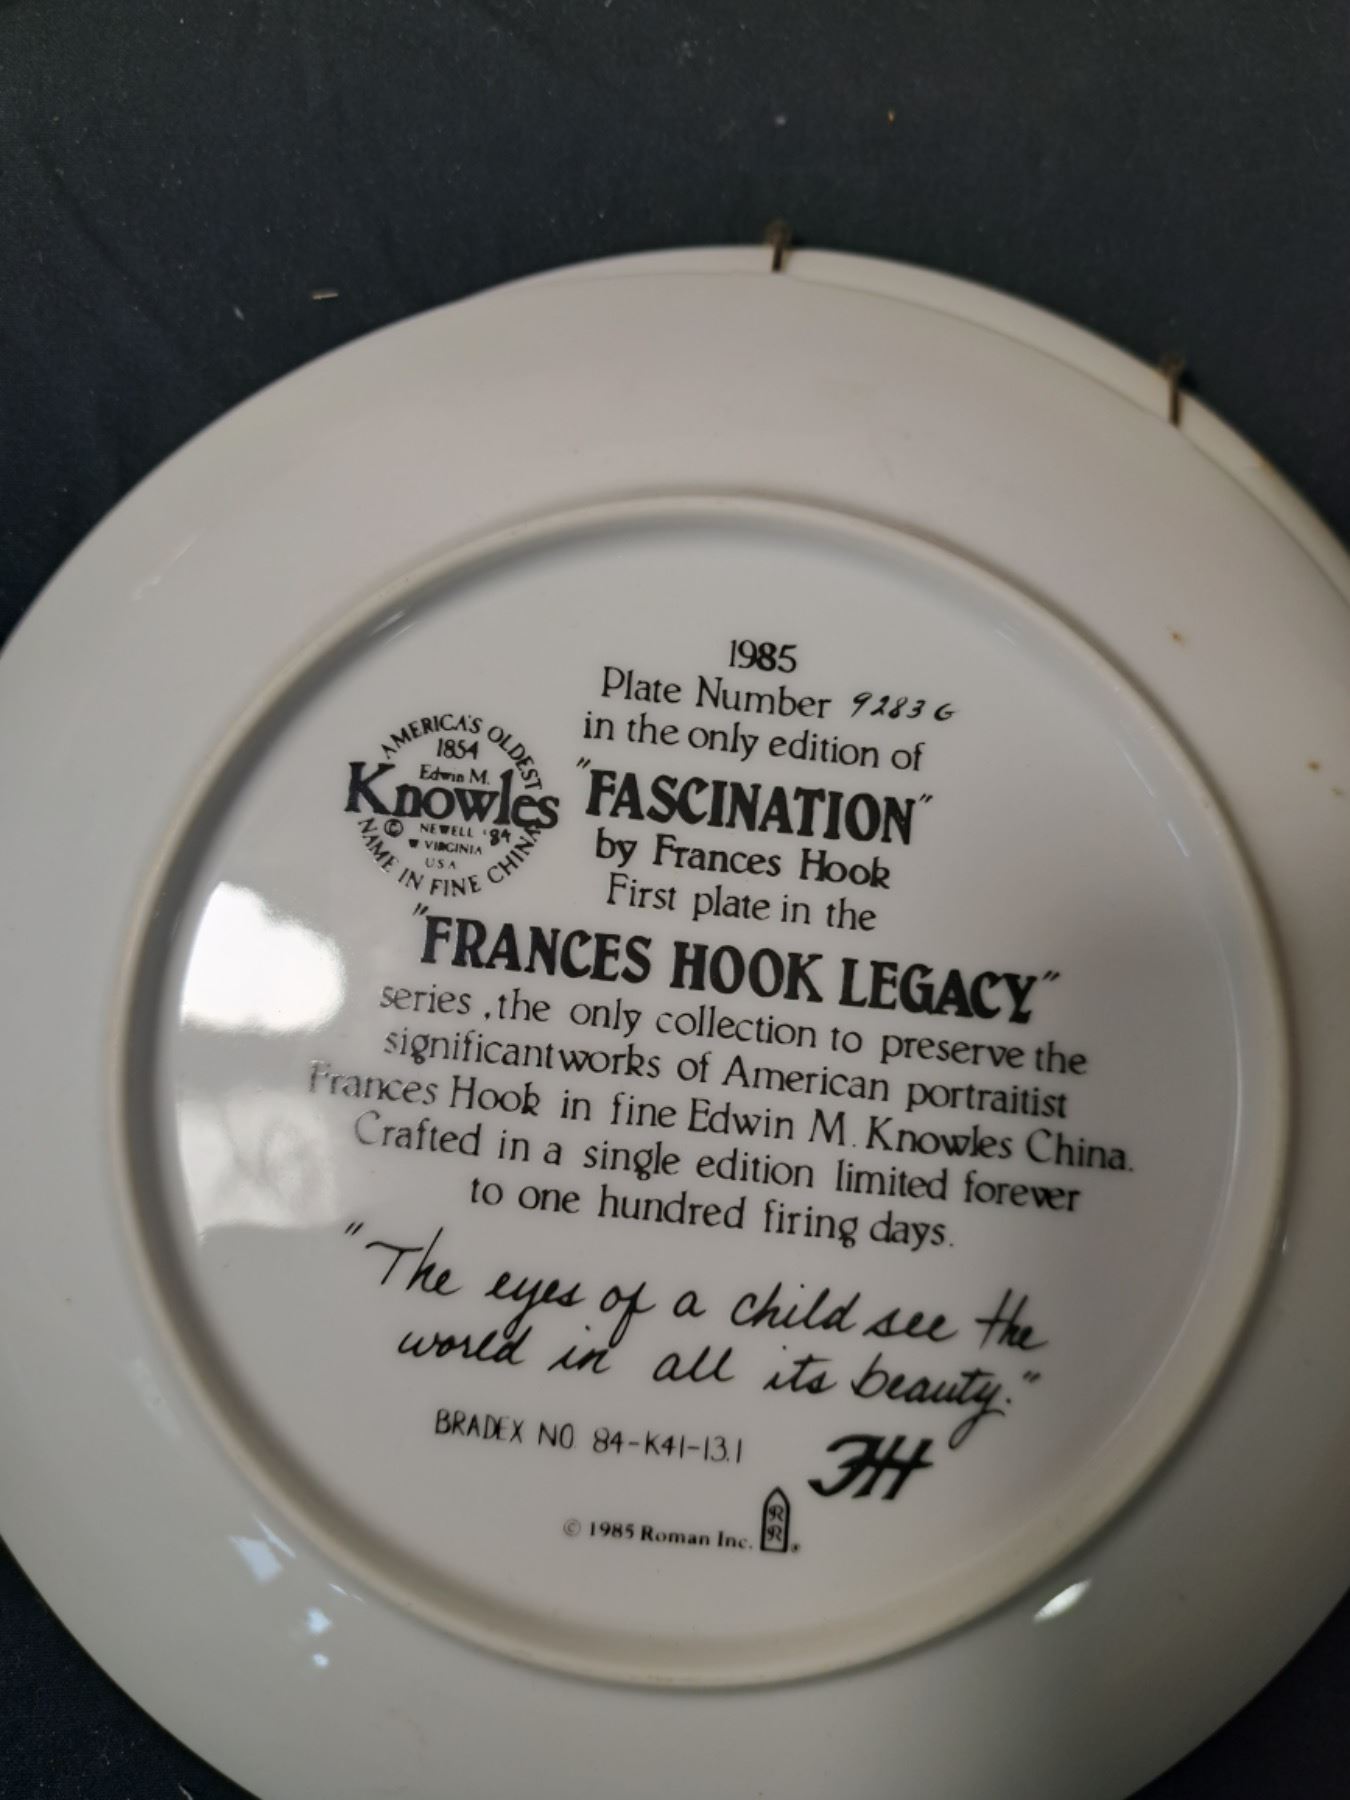 1985
Plate Number 9283G
in the only edition of
"FASCINATION"
by Frances Hook
First plate in the
"FRANCES HOOK LEGACY"
series, the only collection to preserve the
significant works of American portraitist
Frances Hook in fine Edwin M. Knowles China.
Crafted in a single edition limited forever
to one hundred firing days.
"The eyes of a child see the
world in all its beauty."
BRADEX NO. 84-K41-13.1
FH
© 1985 Roman Inc.
R
R
®
AMERICA'S OLDEST
1854
Edwin M.
Knowles
© NEWELL '84
W VIRGINIA
USA
NAME IN FINE CHINA